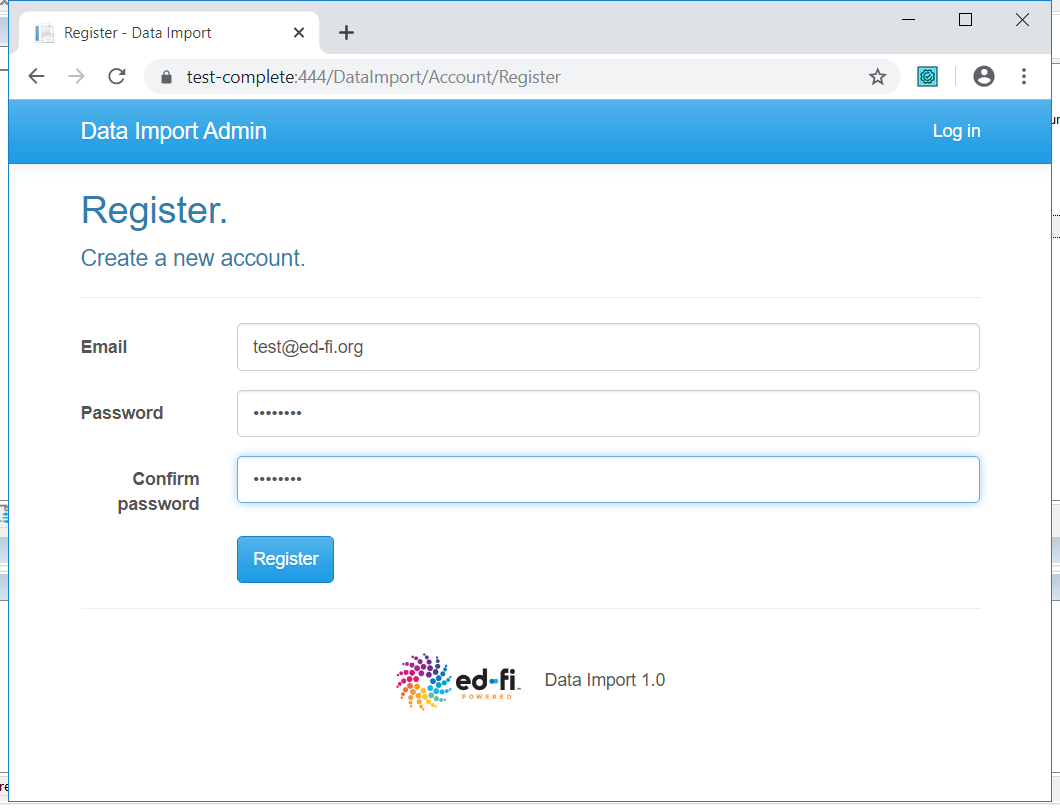 Register - Data Import
test-complete:444/DataImport/Account/Register
Data Import Admin
Log in
Register.
Create a new account.
Email
test@ed-fi.org
Password
••••••••
Confirm
password
••••••••
Register
ed-fi™
POWERED
Data Import 1.0